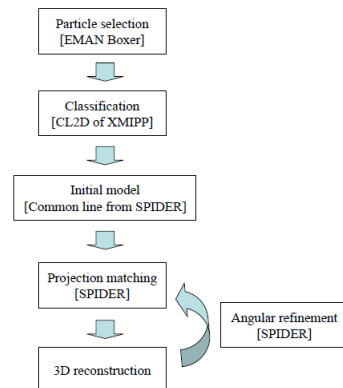 Particle selection
[EMAN Boxer]
Classification
[CL2D of XMIPP]
Initial model
[Common line from SPIDER]
Projection matching
[SPIDER]
Angular refinement
[SPIDER]
3D reconstruction